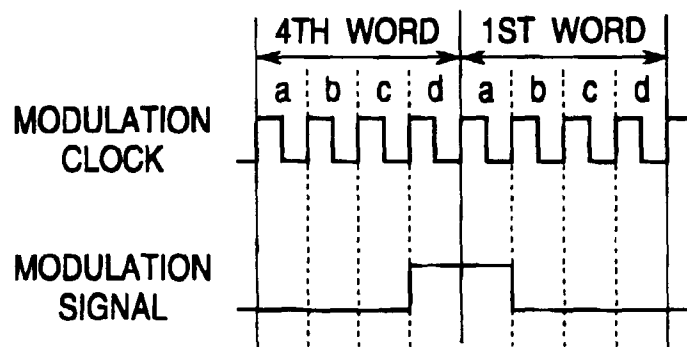 4TH WORD 1ST WORD
a b c d a b c d
MODULATION
CLOCK
MODULATION
SIGNAL